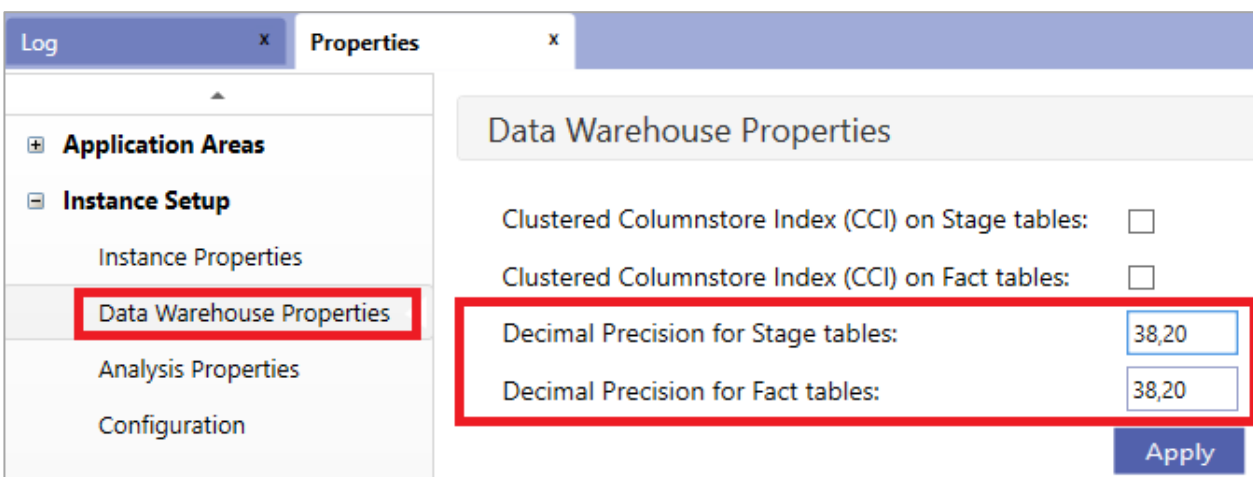 Log x Properties x
Application Areas
Instance Setup
Instance Properties
Data Warehouse Properties
Analysis Properties
Configuration
Data Warehouse Properties
Clustered Columnstore Index (CCI) on Stage tables:
Clustered Columnstore Index (CCI) on Fact tables:
Decimal Precision for Stage tables: 38,20
Decimal Precision for Fact tables: 38,20
Apply